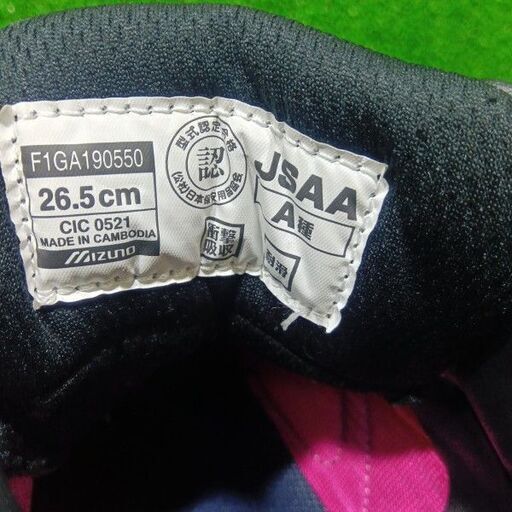 F1GA190550
26.5cm
CIC 0521
MADE IN CAMBODIA
MIZUNO
型式認定合格
認
(公社)日本保安用品協会
衝撃
吸収
JSAA
A種
耐滑